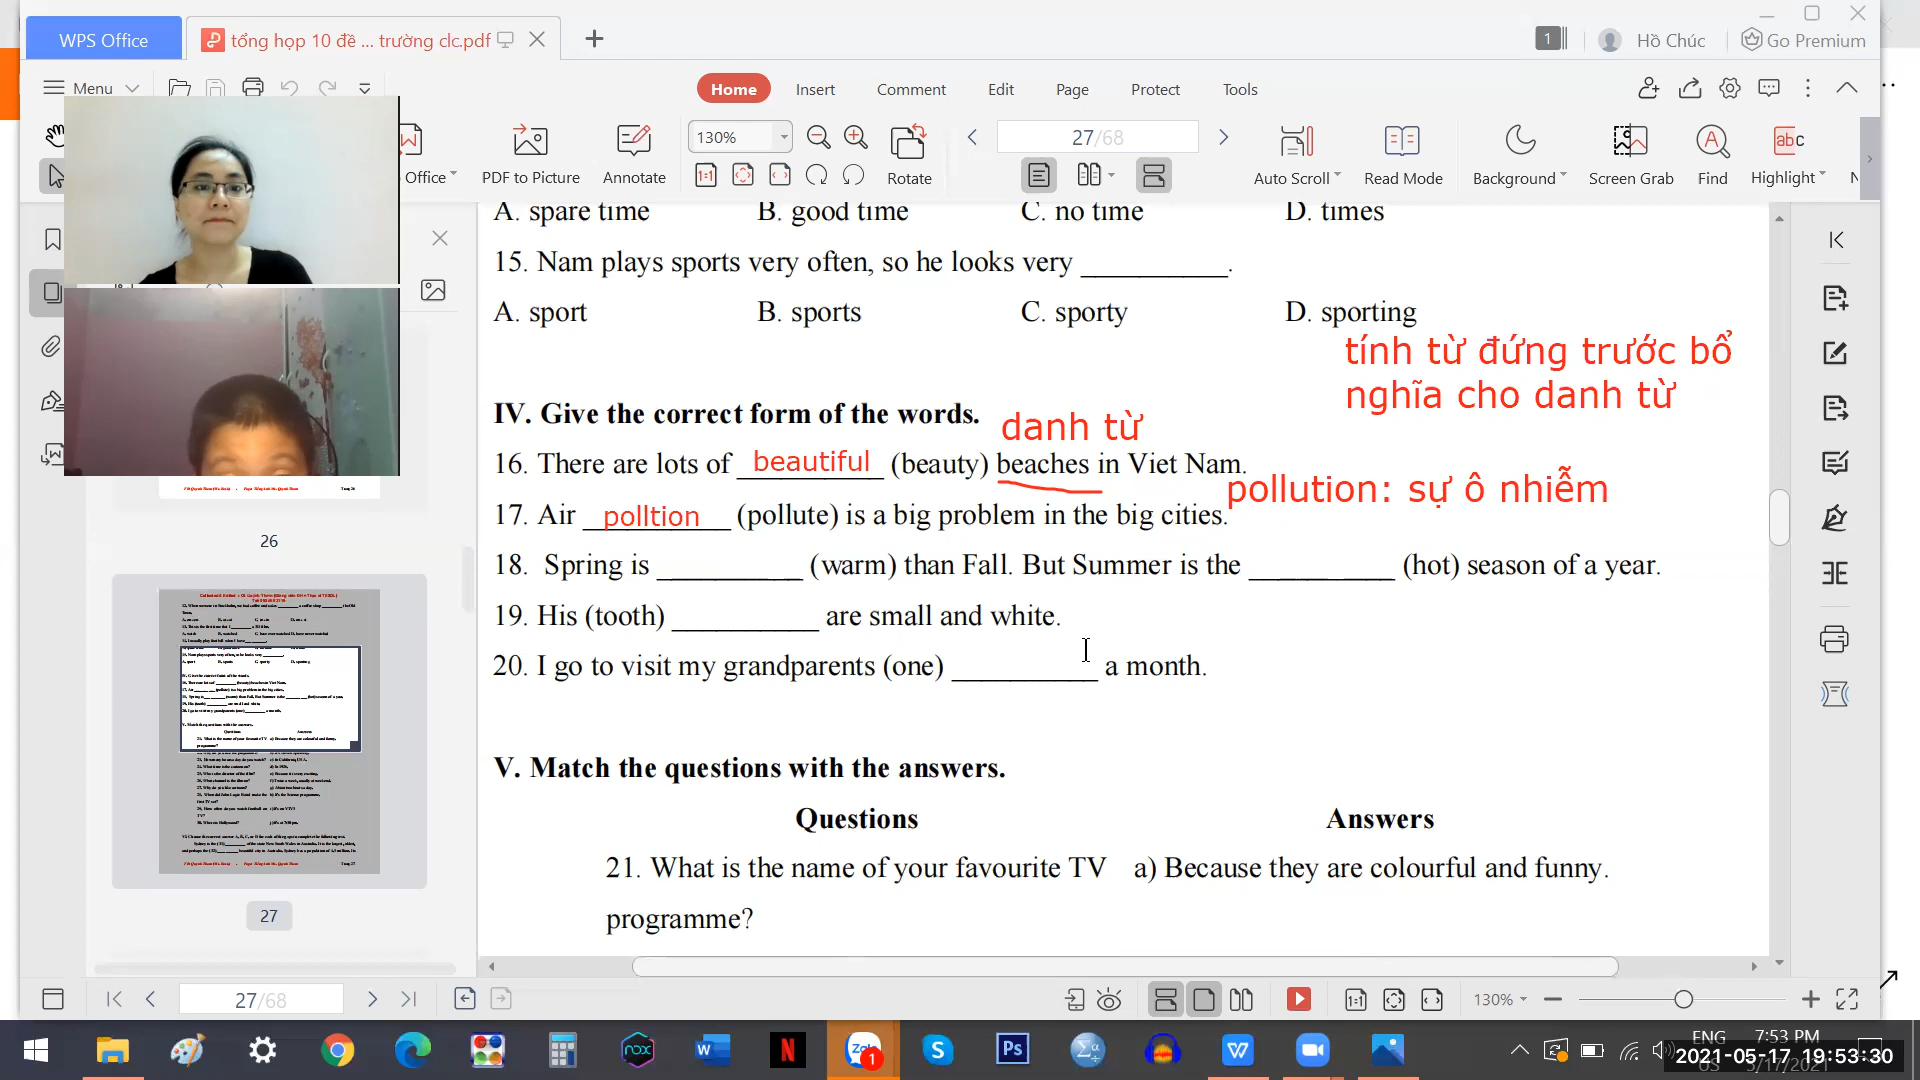 WPS Office
tổng hợp 10 đề ... trường clc.pdf
1
Hồ Chúc
Go Premium
Menu
Home
Insert
Comment
Edit
Page
Protect
Tools
Office
PDF to Picture
Annotate
130%
27/68
1:1
Rotate
Auto Scroll
Read Mode
Background
Screen Grab
Find
Highlight
A. spare time B. good time C. no time D. times
15. Nam plays sports very often, so he looks very __________.
A. sport B. sports C. sporty D. sporting
tính từ đứng trước bổ
nghĩa cho danh từ
IV. Give the correct form of the words.
danh từ
16. There are lots of beautiful (beauty) beaches in Viet Nam.
pollution: sự ô nhiễm
17. Air polltion (pollute) is a big problem in the big cities.
18. Spring is __________ (warm) than Fall. But Summer is the __________ (hot) season of a year.
19. His (tooth) __________ are small and white.
20. I go to visit my grandparents (one) __________ a month.
V. Match the questions with the answers.
Questions Answers
21. What is the name of your favourite TV a) Because they are colourful and funny.
programme?
26
27
27/68
130%
ENG
7:53 PM
2021-05-17 19:53:30